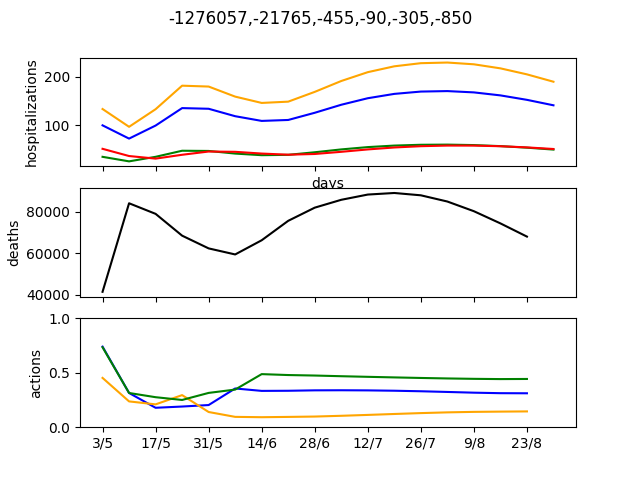 -1276057,-21765,-455,-90,-305,-850
hospitalizations
200
100
days
deaths
80000
60000
40000
actions
1.0
0.5
0.0
3/5 17/5 31/5 14/6 28/6 12/7 26/7 9/8 23/8